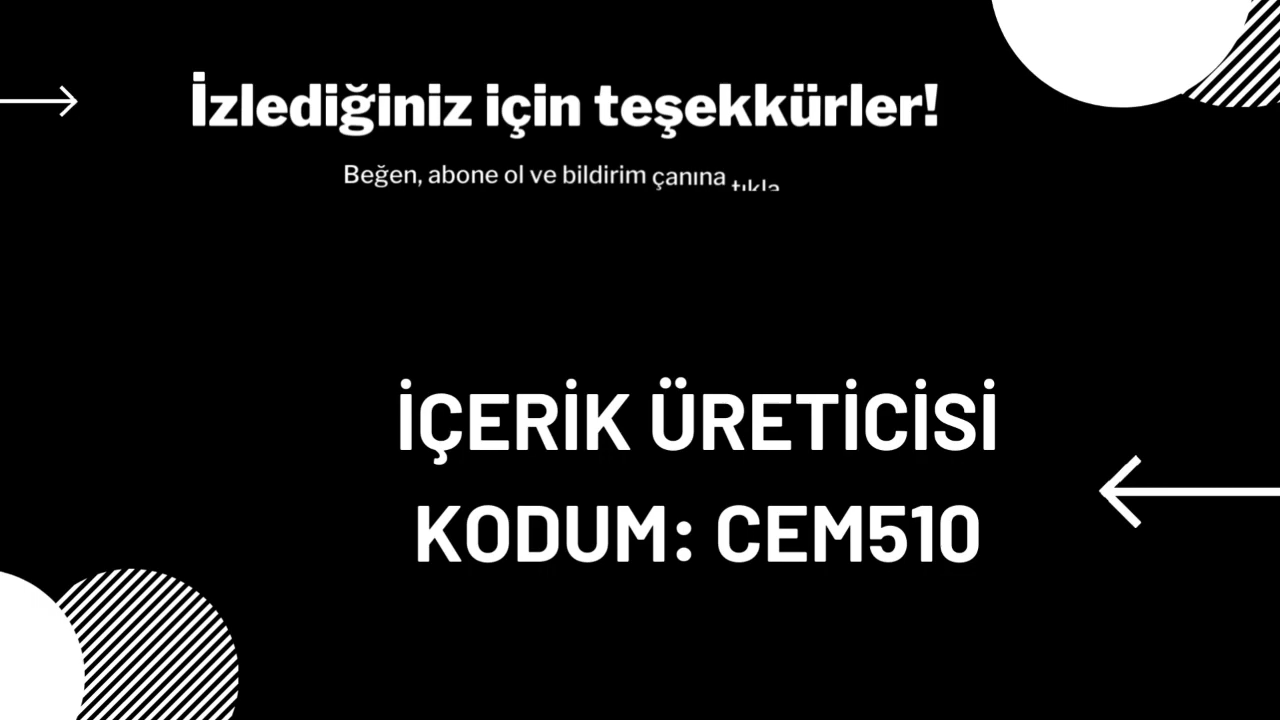 İzlediğiniz için teşekkürler!
Beğen, abone ol ve bildirim çanına tıkla
İÇERİK ÜRETİCİSİ
KODUM: CEM510